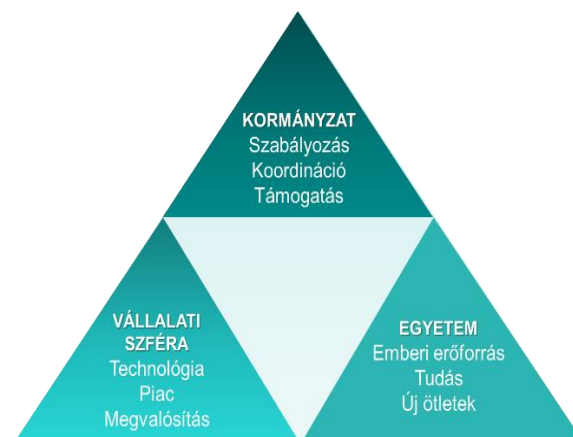 KORMÁNYZAT
Szabályozás
Koordináció
Támogatás
VÁLLALATI
SZFÉRA
Technológia
Piac
Megvalósítás
EGYETEM
Emberi erőforrás
Tudás
Új ötletek